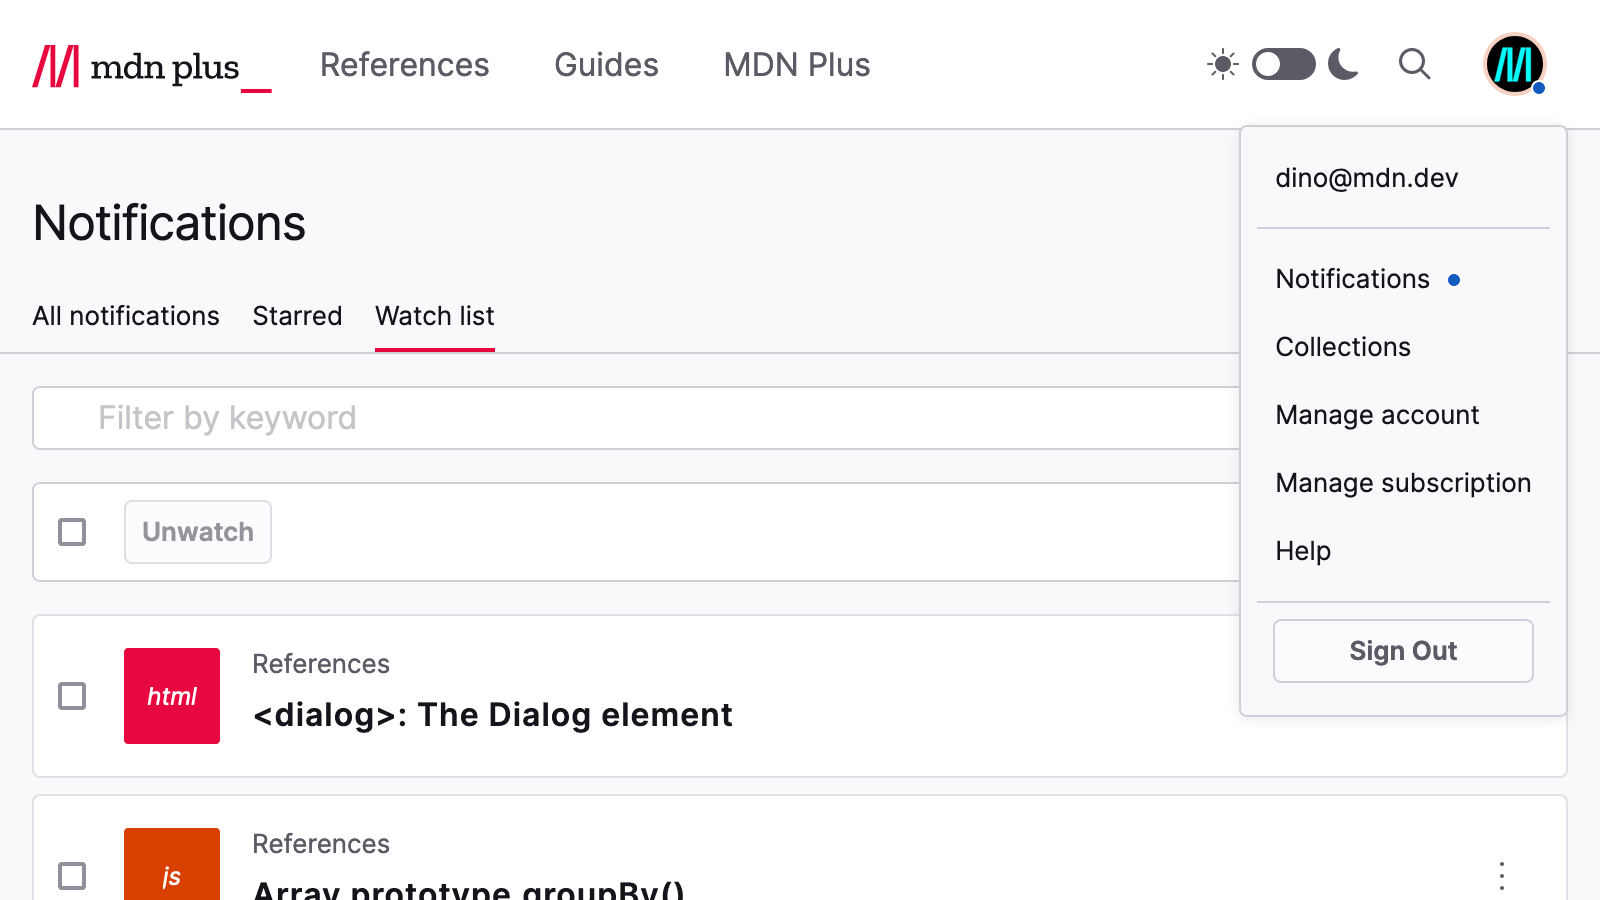 mdn plus_
References
Guides
MDN Plus
dino@mdn.dev
Notifications
Collections
Manage account
Manage subscription
Help
Sign Out
Notifications
All notifications
Starred
Watch list
Filter by keyword
Unwatch
html
References
<dialog>: The Dialog element
js
References
Array.prototype.groupBy()